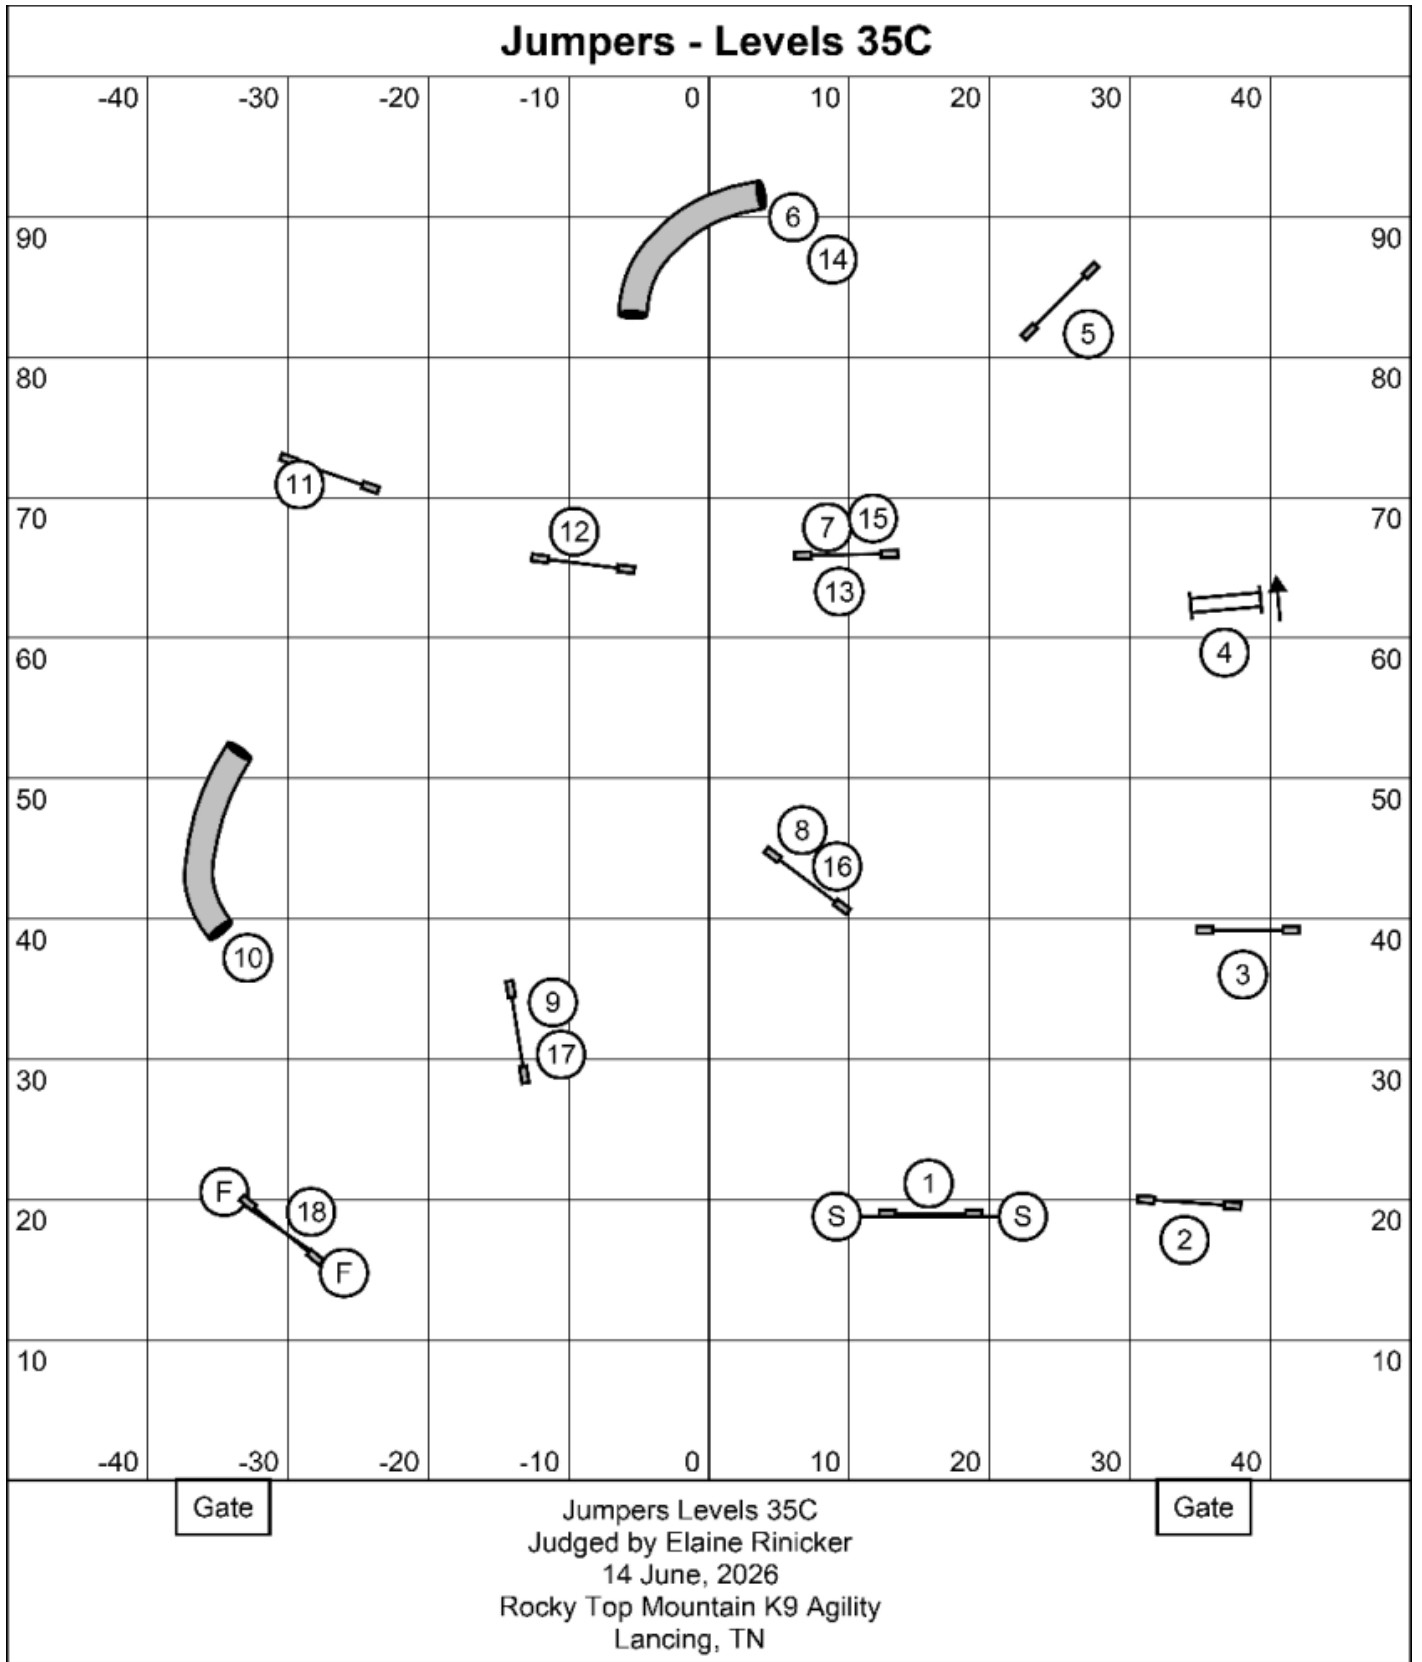 Jumpers - Levels 35C
-40 -30 -20 -10 0 10 20 30 40
6
90 90
14
5
80 80
11
70 7 15 70
12
13
60 4 60
50 50
8
16
40 40
10 3
9
17
30 30
1
F 18 S S
20 20
2
F
10 10
-40 -30 -20 -10 0 10 20 30 40
Gate Gate
Jumpers Levels 35C
Judged by Elaine Rinicker
14 June, 2026
Rocky Top Mountain K9 Agility
Lancing, TN